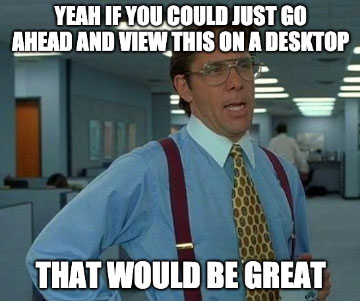 YEAH IF YOU COULD JUST GO
AHEAD AND VIEW THIS ON A DESKTOP
THAT WOULD BE GREAT